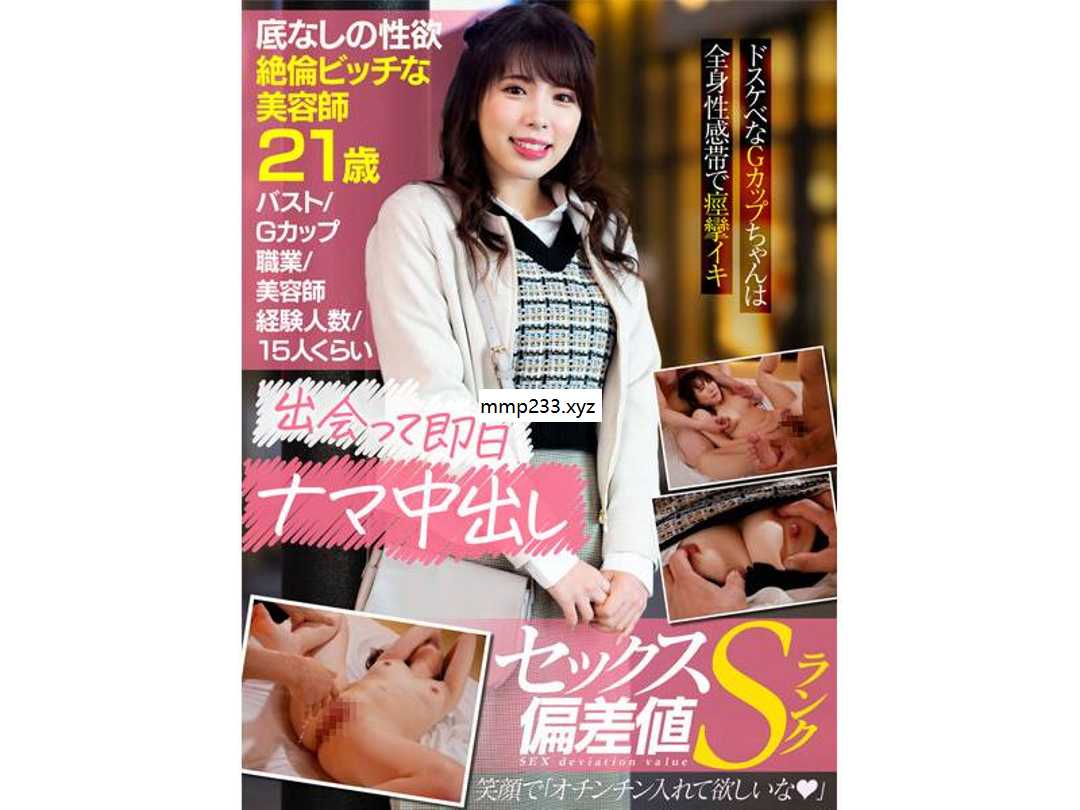 底なしの性欲
絶倫ビッチな
美容師
21歳
バスト/
Gカップ
職業/
美容師
経験人数/
15人くらい
ドスケベなGカップちゃんは
全身性感帯で痙攣イキ
出会って即日
ナマ中出し
mmp233.xyz
セックス
偏差値
Sランク
SEX deviation value
笑顔で「オチンチン入れて欲しいな♥」